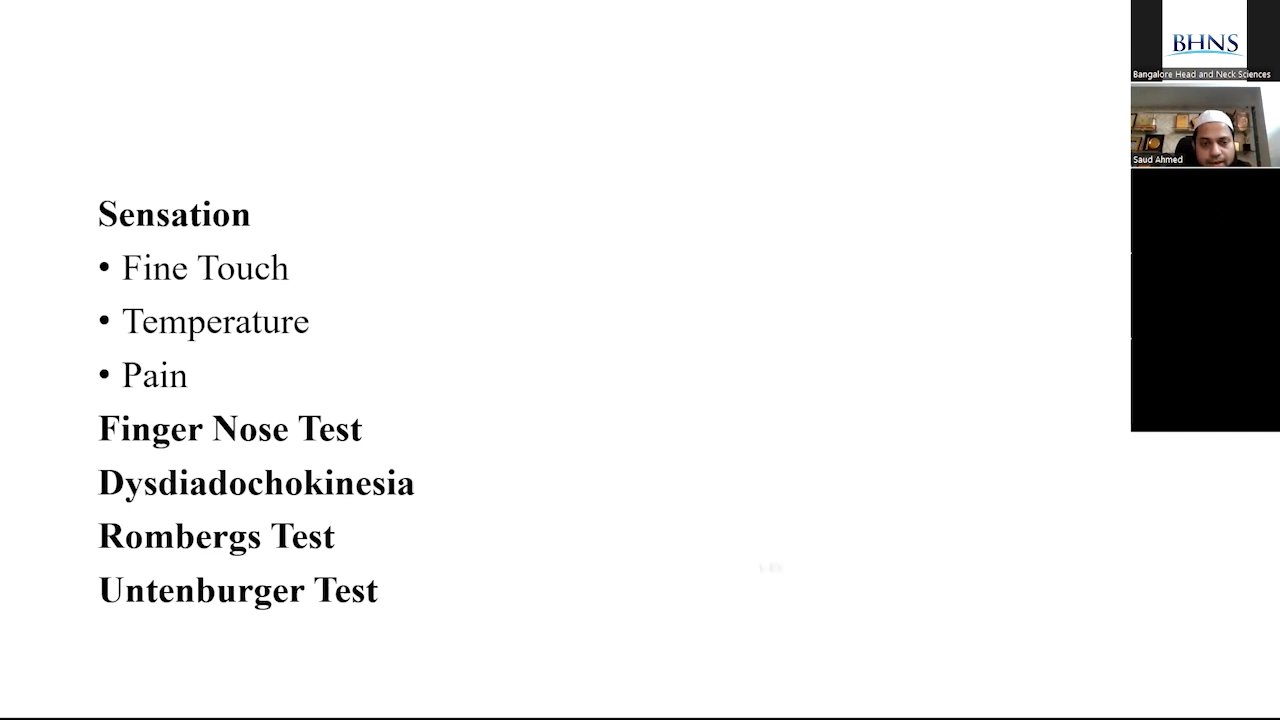 Sensation
• Fine Touch
• Temperature
• Pain
Finger Nose Test
Dysdiadochokinesia
Rombergs Test
Untenburger Test
BHNS
Bangalore Head and Neck Sciences
Saud Ahmed